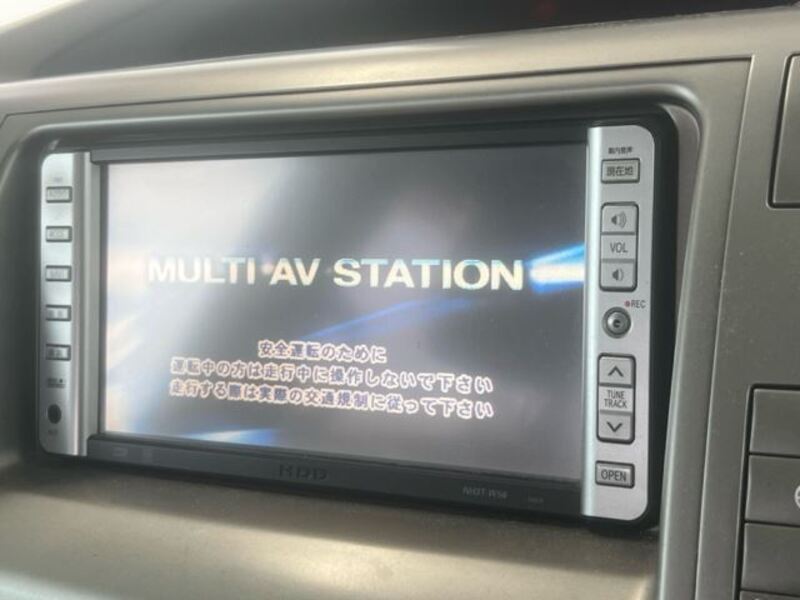 MULTI AV STATION
安全運転のために
運転中の方は走行中に操作しないで下さい
走行する際は実際の交通規制に従って下さい
現在地
VOL
REC
TUNE
TRACK
OPEN
HDD